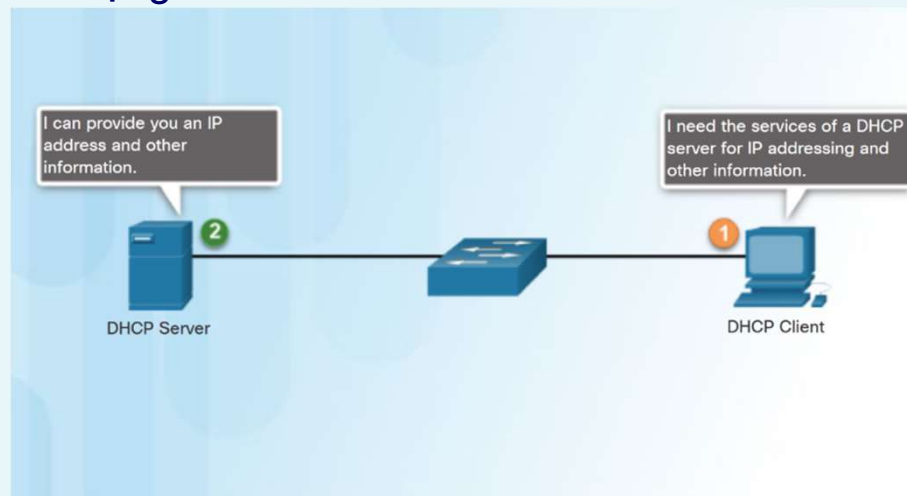 I can provide you an IP
address and other
information.
I need the services of a DHCP
server for IP addressing and
other information.
2
1
DHCP Server
DHCP Client